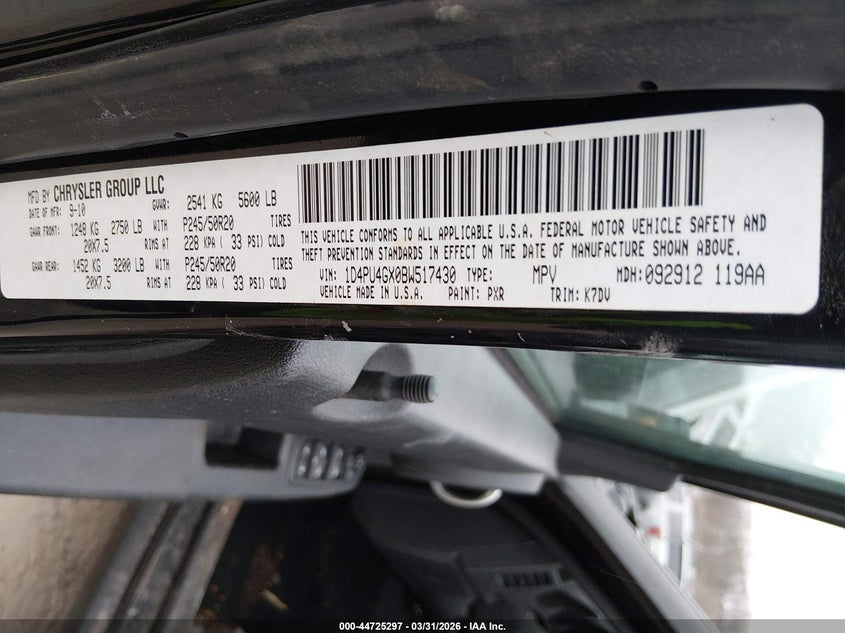 MFD BY CHRYSLER GROUP LLC
DATE OF MFR: 9-10 GVWR: 2541 KG 5600 LB
GAWR FRONT: 1248 KG 2750 LB WITH P245/50R20 TIRES
20X7.5 RIMS AT 228 KPA ( 33 PSI) COLD
GAWR REAR: 1452 KG 3200 LB WITH P245/50R20 TIRES
20X7.5 RIMS AT 228 KPA ( 33 PSI) COLD
THIS VEHICLE CONFORMS TO ALL APPLICABLE U.S.A. FEDERAL MOTOR VEHICLE SAFETY AND
THEFT PREVENTION STANDARDS IN EFFECT ON THE DATE OF MANUFACTURE SHOWN ABOVE.
VIN: 1D4PU4GX0BW517430 TYPE: MPV MDH: 092912 119AA
VEHICLE MADE IN U.S.A. PAINT: PXR TRIM: K7DV
000-44725297 - 03/31/2026 - IAA Inc.